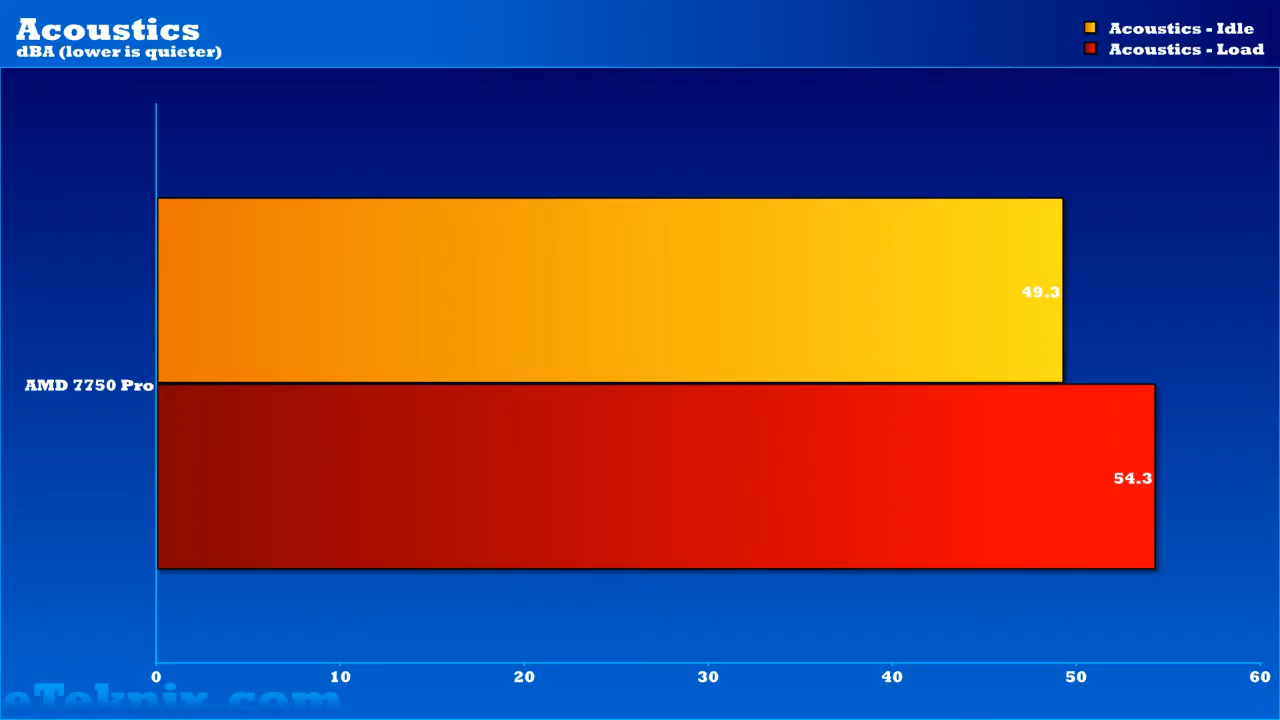 Acoustics
dBA (lower is quieter)
Acoustics - Idle
Acoustics - Load
49.3
AMD 7750 Pro
54.3
0 10 20 30 40 50 60
eTeknix.com